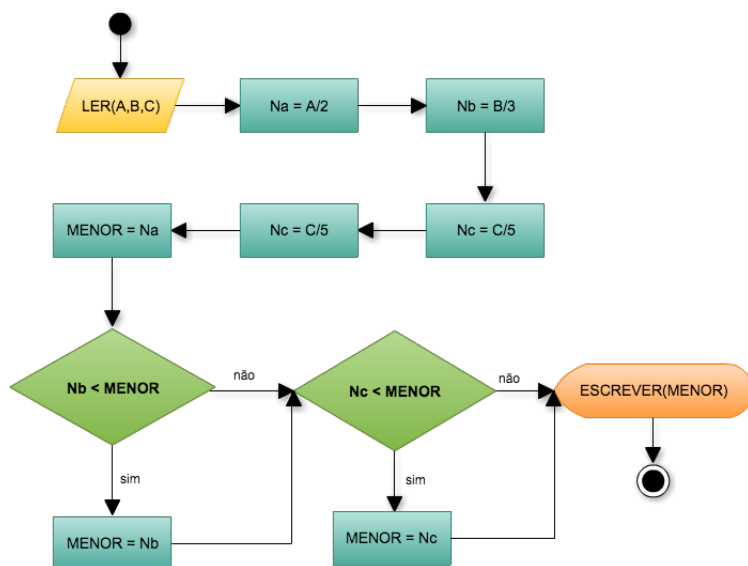 LER(A,B,C)
Na = A/2
Nb = B/3
Nc = C/5
Nc = C/5
MENOR = Na
Nb < MENOR
não
sim
MENOR = Nb
Nc < MENOR
não
sim
MENOR = Nc
ESCREVER(MENOR)